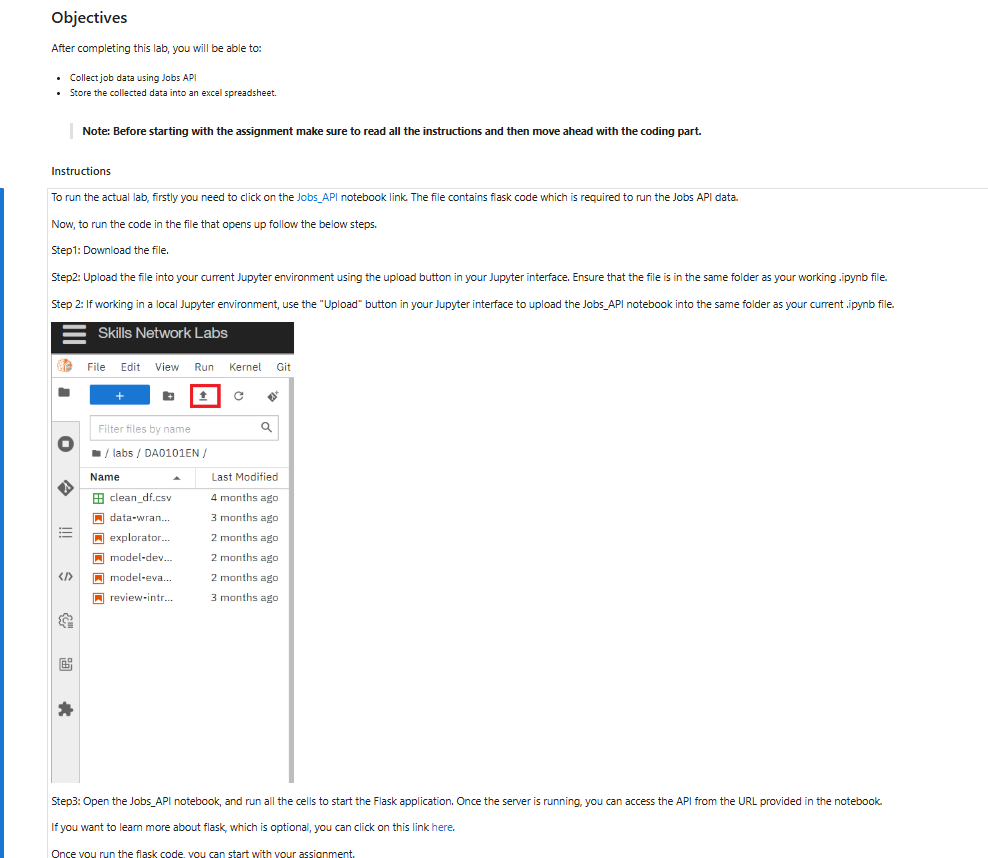 Objectives
After completing this lab, you will be able to:
Collect job data using Jobs API
Store the collected data into an excel spreadsheet.
Note: Before starting with the assignment make sure to read all the instructions and then move ahead with the coding part.
Instructions
To run the actual lab, firstly you need to click on the Jobs_API notebook link. The file contains flask code which is required to run the Jobs API data.
Now, to run the code in the file that opens up follow the below steps.
Step1: Download the file.
Step2: Upload the file into your current Jupyter environment using the upload button in your Jupyter interface. Ensure that the file is in the same folder as your working .ipynb file.
Step 2: If working in a local Jupyter environment, use the "Upload" button in your Jupyter interface to upload the Jobs_API notebook into the same folder as your current .ipynb file.
Skills Network Labs
File Edit View Run Kernel Git
+
Filter files by name
/ labs / DA0101EN /
Name Last Modified
clean_df.csv 4 months ago
data-wran... 3 months ago
explorator... 2 months ago
model-dev... 2 months ago
model-eva... 2 months ago
review-intr... 3 months ago
Step3: Open the Jobs_API notebook, and run all the cells to start the Flask application. Once the server is running, you can access the API from the URL provided in the notebook.
If you want to learn more about flask, which is optional, you can click on this link here.
Once you run the flask code, you can start with your assignment.